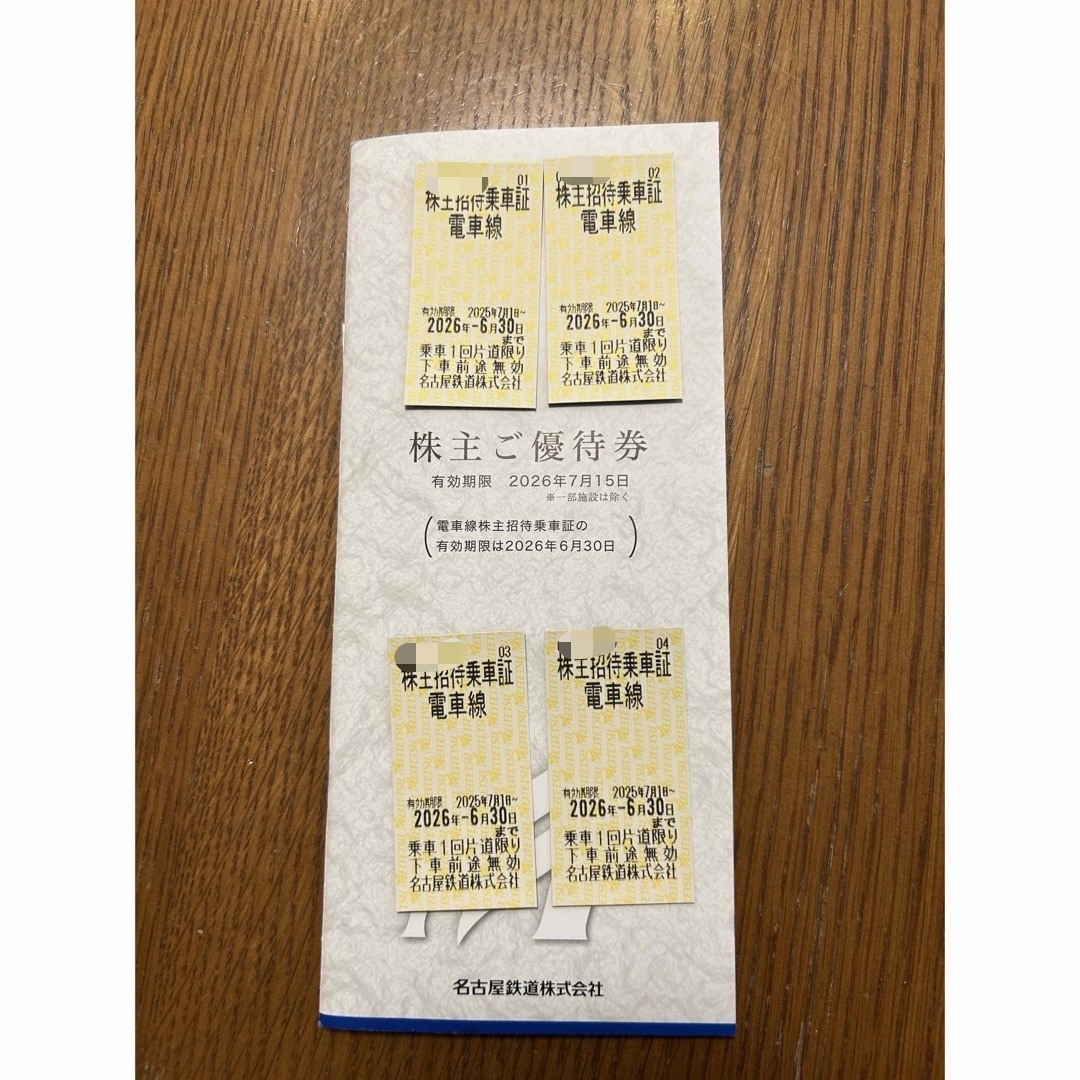 01
株主招待乗車証
電車線
有効期限 2025年7月1日~
2026年-6月30日
まで
乗車1回片道限り
下車前途無効
名古屋鉄道株式会社
02
株主招待乗車証
電車線
有効期限 2025年7月1日~
2026年-6月30日
まで
乗車1回片道限り
下車前途無効
名古屋鉄道株式会社
株主ご優待券
有効期限 2026年7月15日
※一部施設は除く
(電車線株主招待乗車証の
有効期限は2026年6月30日)
03
株主招待乗車証
電車線
有効期限 2025年7月1日~
2026年-6月30日
まで
乗車1回片道限り
下車前途無効
名古屋鉄道株式会社
04
株主招待乗車証
電車線
有効期限 2025年7月1日~
2026年-6月30日
まで
乗車1回片道限り
下車前途無効
名古屋鉄道株式会社
名古屋鉄道株式会社